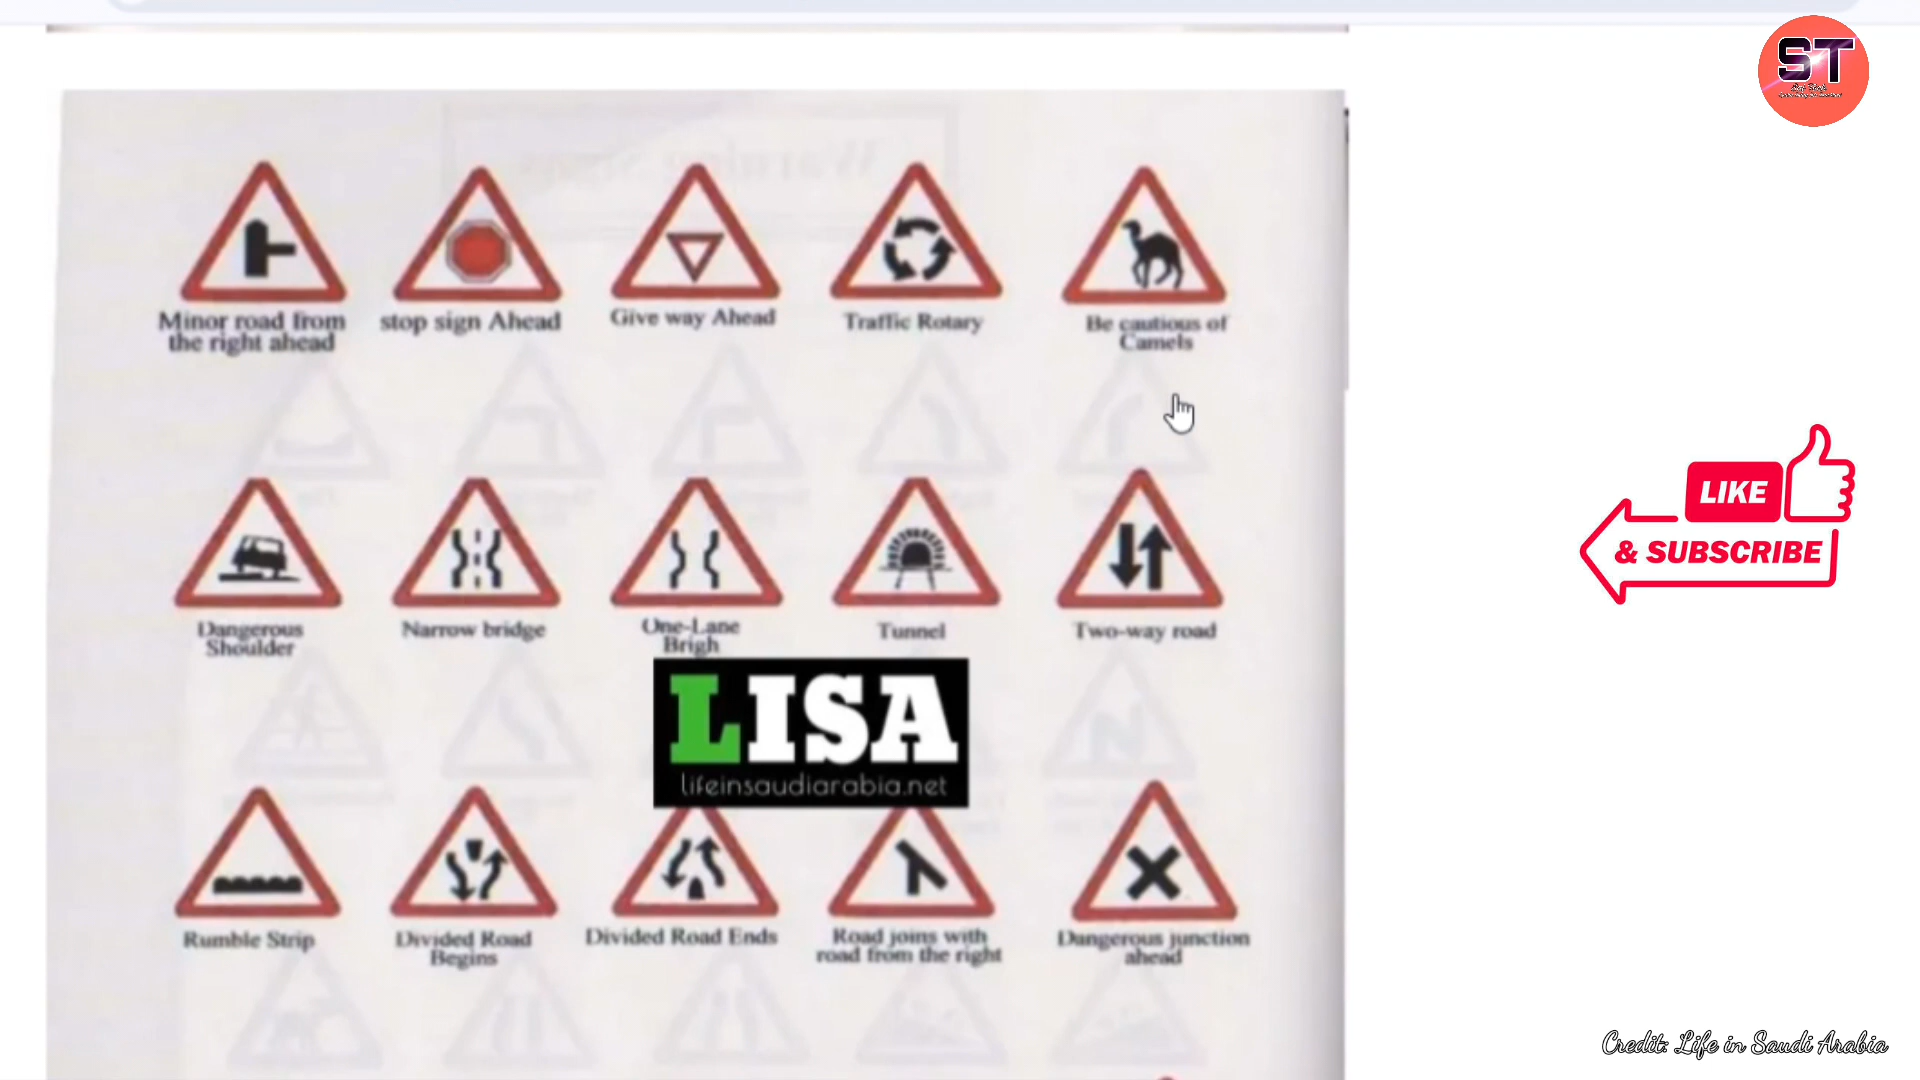 ST
Warning Signs
Minor road from
the right ahead
stop sign Ahead
Give way Ahead
Traffic Rotary
Be cautious of
Camels
LIKE
& SUBSCRIBE
Dangerous
Shoulder
Narrow bridge
One-Lane
Brigh
Tunnel
Two-way road
LISA
lifeinsaudiarabia.net
Rumble Strip
Divided Road
Begins
Divided Road Ends
Road joins with
road from the right
Dangerous junction
ahead
Credit: Life in Saudi Arabia